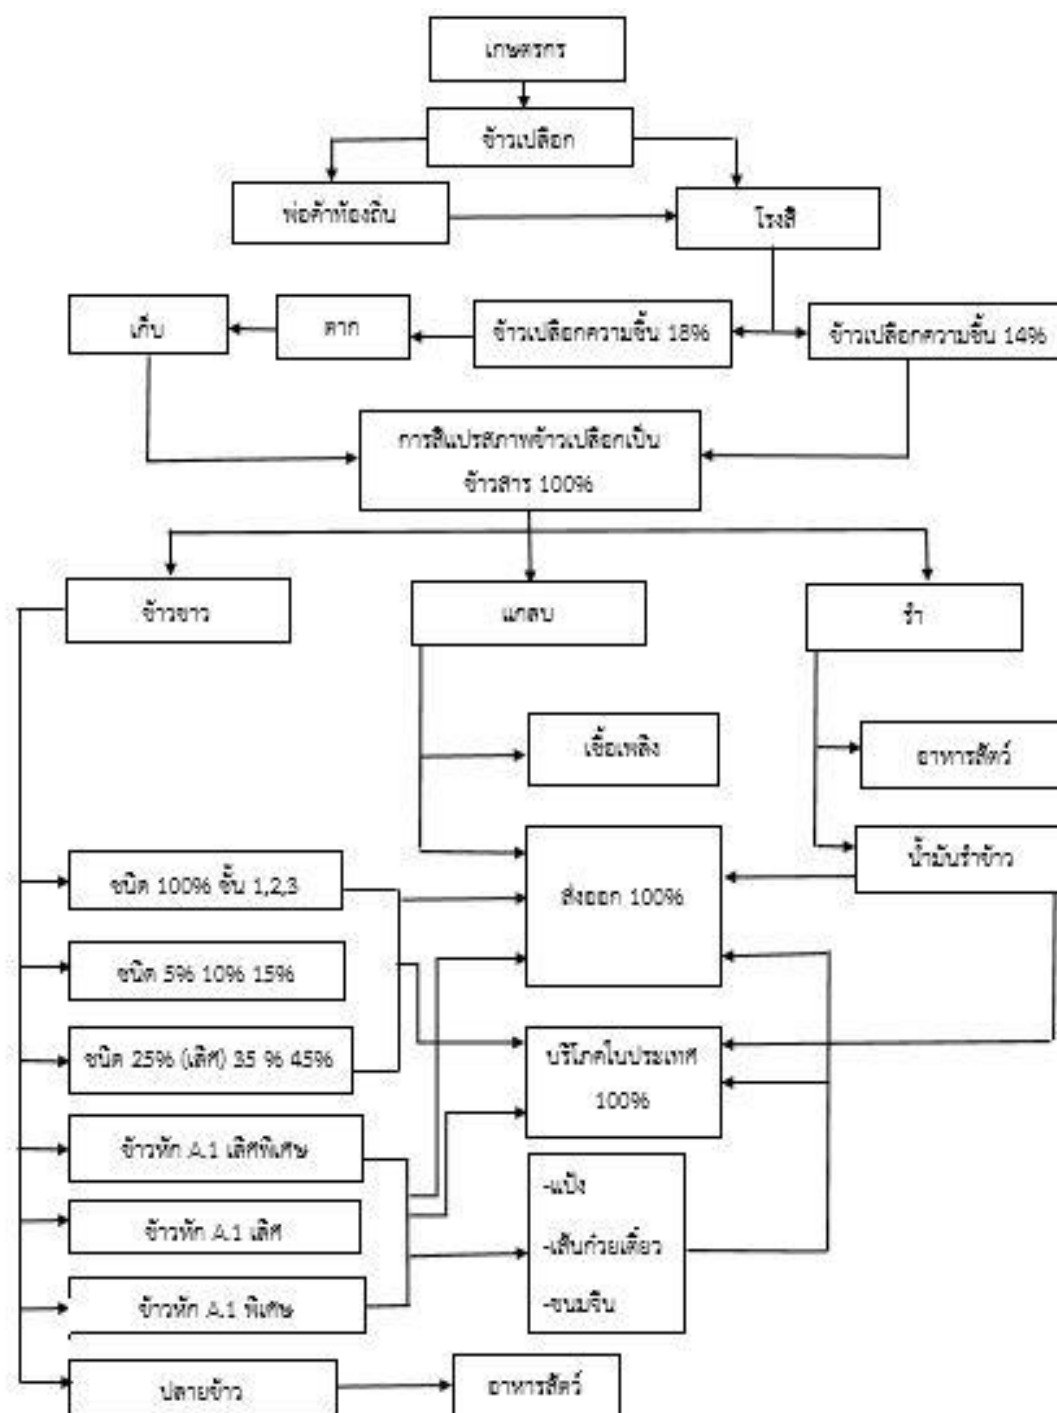 เกษตรกร
ข้าวเปลือก
พ่อค้าท้องถิ่น
โรงสี
เก็บ
ตาก
ข้าวเปลือกความชื้น 18%
ข้าวเปลือกความชื้น 14%
การสีแปรสภาพข้าวเปลือกเป็น
ข้าวสาร 100%
ข้าวขาว
แกลบ
รำ
เชื้อเพลิง
อาหารสัตว์
น้ำมันรำข้าว
ชนิด 100% ชั้น 1,2,3
ส่งออก 100%
ชนิด 5% 10% 15%
ชนิด 25% (เลิศ) 35 % 45%
บริโภคในประเทศ
100%
ข้าวหัก A.1 เลิศพิเศษ
ข้าวหัก A.1 เลิศ
ข้าวหัก A.1 พิเศษ
-แป้ง
-เส้นก๋วยเตี๋ยว
-ขนมจีน
ปลายข้าว
อาหารสัตว์